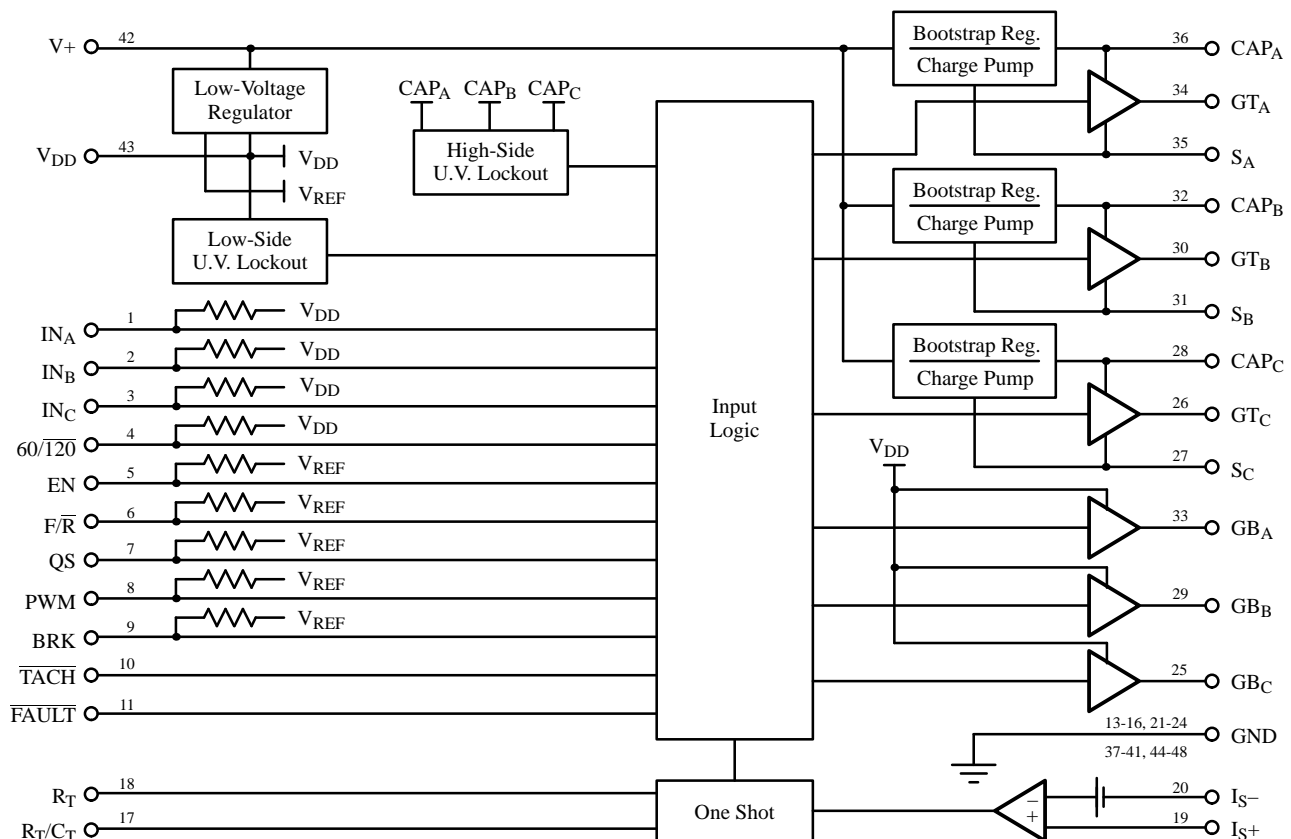 V+ 42
Low-Voltage
Regulator
VDD 43
VDD
VREF
Low-Side
U.V. Lockout
CAPA CAPB CAPC
High-Side
U.V. Lockout
INA 1 VDD
INB 2 VDD
INC 3 VDD
60/120 4 VDD
EN 5 VREF
F/R 6 VREF
QS 7 VREF
PWM 8 VREF
BRK 9 VREF
TACH 10
FAULT 11
RT 18
RT/CT 17
Input
Logic
One Shot
Bootstrap Reg.
Charge Pump
36 CAPA
34 GTA
35 SA
Bootstrap Reg.
Charge Pump
32 CAPB
30 GTB
31 SB
Bootstrap Reg.
Charge Pump
28 CAPC
26 GTC
27 SC
VDD
33 GBA
29 GBB
25 GBC
13-16, 21-24
GND
37-41, 44-48
− 20 IS−
+ 19 IS+